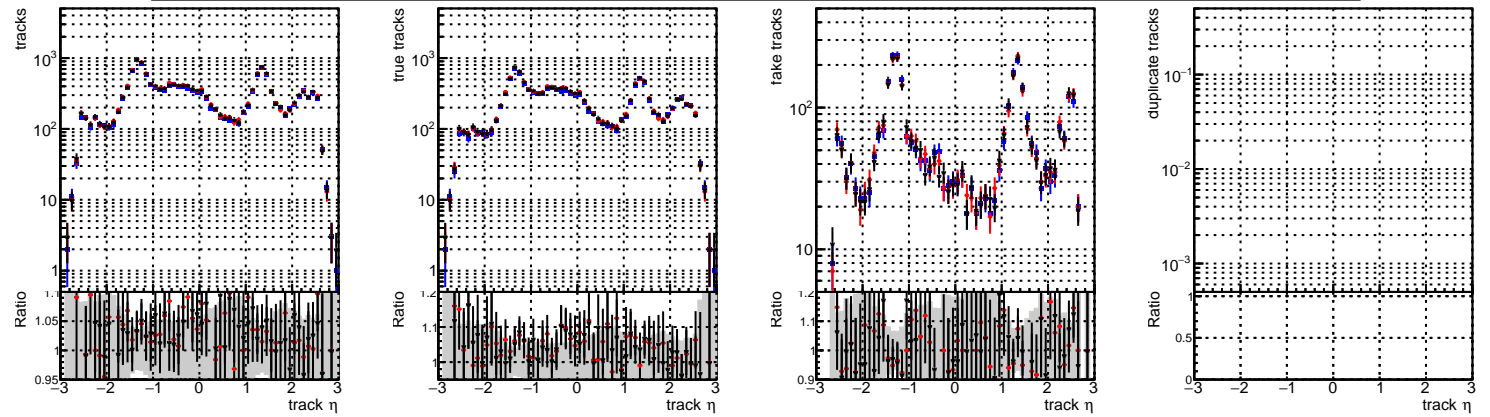 tracks
10³
10²
10
1
Ratio
1.1
1.05
1
0.95
−3 −2 −1 0 1 2 3
track η
true tracks
10³
10²
10
1
Ratio
1.2
1.1
1
−3 −2 −1 0 1 2 3
track η
fake tracks
10²
10
Ratio
1.2
1.1
1
0.9
−3 −2 −1 0 1 2 3
track η
duplicate tracks
10⁻¹
10⁻²
10⁻³
Ratio
1
0.5
0
−3 −2 −1 0 1 2 3
track η